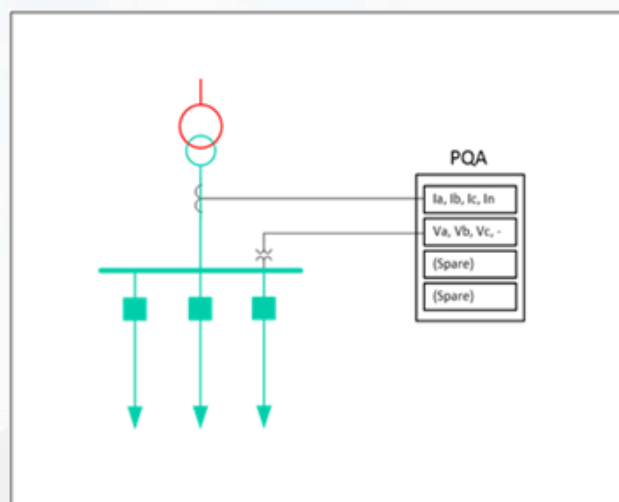 PQA
Ia, Ib, Ic, In
Va, Vb, Vc, -
(Spare)
(Spare)